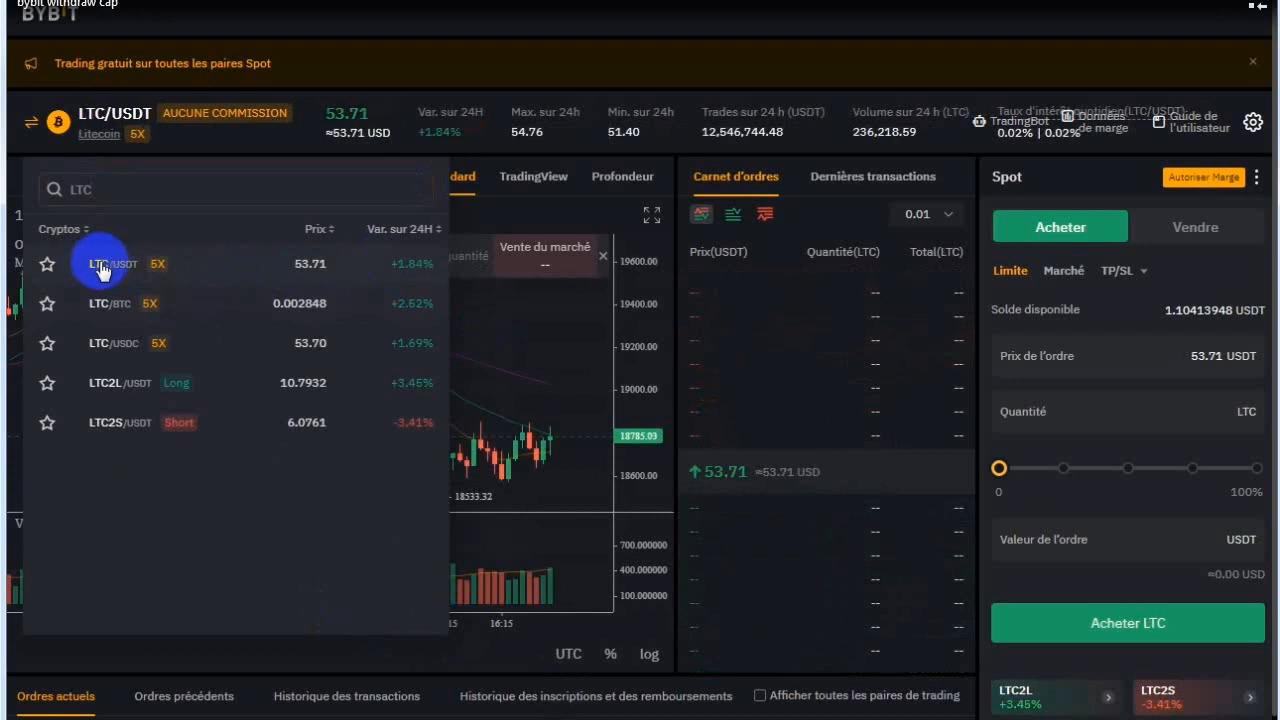 bybit withdraw cap
BYBIT
Trading gratuit sur toutes les paires Spot
LTC/USDT AUCUNE COMMISSION
Litecoin 5X
53.71
≈53.71 USD
Var. sur 24H
+1.84%
Max. sur 24h
54.76
Min. sur 24h
51.40
Trades sur 24 h (USDT)
12,546,744.48
Volume sur 24 h (LTC)
236,218.59
Taux d'intérêt quotidien(LTC/USDT):
0.02% | 0.02%
TradingBot
Données de marge
Guide de l'utilisateur
LTC
Cryptos Prix Var. sur 24H
LTC/USDT 5X 53.71 +1.84%
LTC/BTC 5X 0.002848 +2.52%
LTC/USDC 5X 53.70 +1.69%
LTC2L/USDT Long 10.7932 +3.45%
LTC2S/USDT Short 6.0761 -3.41%
dard TradingView Profondeur
uantité
Vente du marché
--
19600.00
19400.00
19200.00
19000.00
18785.03
18600.00
18533.32
700.000000
400.000000
100.000000
15 16:15
UTC % log
Carnet d'ordres Dernières transactions
0.01
Prix(USDT) Quantité(LTC) Total(LTC)
-- -- --
-- -- --
-- -- --
-- -- --
-- -- --
-- -- --
-- -- --
53.71 ≈53.71 USD
-- -- --
-- -- --
-- -- --
-- -- --
-- -- --
-- -- --
-- -- --
Spot Autoriser Marge
Acheter Vendre
Limite Marché TP/SL
Solde disponible 1.10413948 USDT
Prix de l'ordre 53.71 USDT
Quantité LTC
0 100%
Valeur de l'ordre USDT
≈0.00 USD
Acheter LTC
LTC2L
+3.45%
LTC2S
-3.41%
Ordres actuels Ordres précédents Historique des transactions Historique des inscriptions et des remboursements Afficher toutes les paires de trading